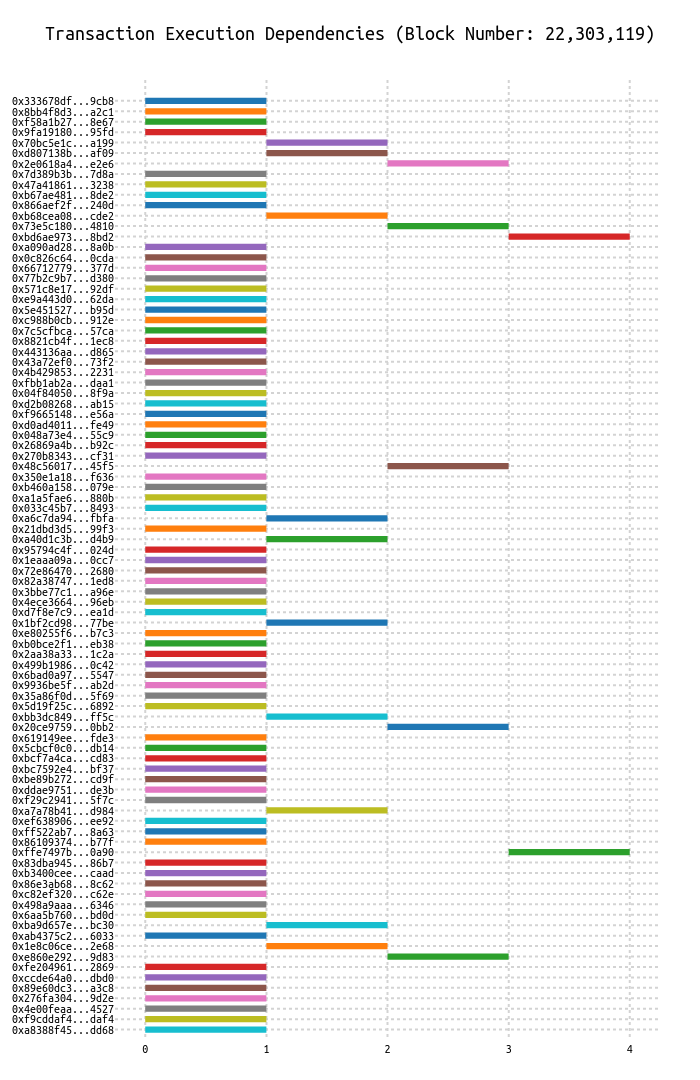 Transaction Execution Dependencies (Block Number: 22,303,119)
0x333678df...9cb8
0x8bb4f8d3...a2c1
0xf58a1b27...8e67
0x9fa19180...95fd
0x70bc5e1c...a199
0xd807138b...af09
0x2e0618a4...e2e6
0x7d389b3b...7d8a
0x47a41861...3238
0xb67ae481...8de2
0x866aef2f...240d
0xb68cea08...cde2
0x73e5c180...4810
0xbd6ae973...8bd2
0xa090ad28...8a0b
0x0c826c64...0cda
0x66712779...377d
0x77b2c9b7...d380
0x571c8e17...92df
0xe9a443d0...62da
0x5e451527...b95d
0xc988b0cb...912e
0x7c5cfbca...57ca
0x8821cb4f...1ec8
0x443136aa...d865
0x43a72ef0...73f2
0x4b429853...2231
0xfbb1ab2a...daa1
0x04f84050...8f9a
0xd2b08268...ab15
0xf9665148...e56a
0xd0ad4011...fe49
0x048a73e4...55c9
0x26869a4b...b92c
0x270b8343...cf31
0x48c56017...45f5
0x350e1a18...f636
0xb460a158...079e
0xa1a5fae6...880b
0x033c45b7...8493
0xa6c7da94...fbfa
0x21dbd3d5...99f3
0xa40d1c3b...d4b9
0x95794c4f...024d
0x1eaaa09a...0cc7
0x72e86470...2680
0x82a38747...1ed8
0x3bbe77c1...a96e
0x4ece3664...96eb
0xd7f8e7c9...ea1d
0x1bf2cd98...77be
0xe80255f6...b7c3
0xb0bce2f1...eb38
0x2aa38a33...1c2a
0x499b1986...0c42
0x6bad0a97...5547
0x9936be5f...ab2d
0x35a86f0d...5f69
0x5d19f25c...6892
0xbb3dc849...ff5c
0x20ce9759...0bb2
0x619149ee...fde3
0x5cbcf0c0...db14
0xbcf7a4ca...cd83
0xbc7592e4...bf37
0xbe89b272...cd9f
0xddae9751...de3b
0xf29c2941...5f7c
0xa7a78b41...d984
0xef638906...ee92
0xff522ab7...8a63
0x86109374...b77f
0xffe7497b...0a90
0x83dba945...86b7
0xb3400cee...caad
0x86e3ab68...8c62
0xc82ef320...c62e
0x498a9aaa...6346
0x6aa5b760...bd0d
0xba9d657e...bc30
0xab4375c2...6033
0x1e8c06ce...2e68
0xe860e292...9d83
0xfe204961...2869
0xccde64a0...dbd0
0x89e60dc3...a3c8
0x276fa304...9d2e
0x4e00feaa...4527
0xf9cddaf4...daf4
0xa8388f45...dd68
0 1 2 3 4